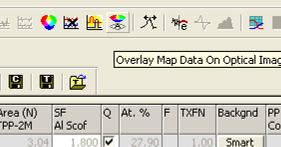 Overlay Map Data On Optical Imag
C T
Area (N) SF Q At. % F TXFN Backgnd PP
TPP-2M Al Scof Co
3.04 1.800 27.90 1.00 Smart